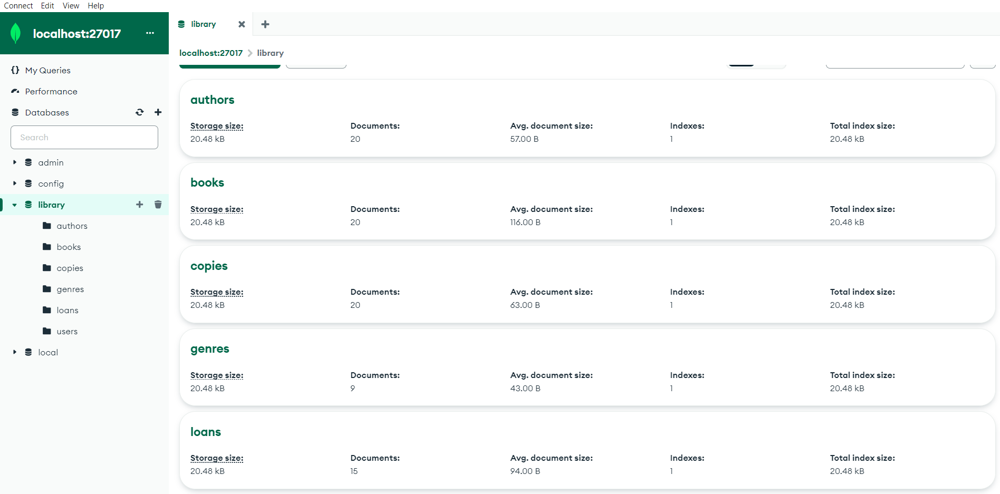 Connect Edit View Help
localhost:27017 ...
library
localhost:27017 library
My Queries
Performance
Databases
Search
admin
config
library
authors
books
copies
genres
loans
users
local
authors
Storage size: Documents: Avg. document size: Indexes: Total index size:
20.48 kB 20 57.00 B 1 20.48 kB
books
Storage size: Documents: Avg. document size: Indexes: Total index size:
20.48 kB 20 116.00 B 1 20.48 kB
copies
Storage size: Documents: Avg. document size: Indexes: Total index size:
20.48 kB 20 63.00 B 1 20.48 kB
genres
Storage size: Documents: Avg. document size: Indexes: Total index size:
20.48 kB 9 43.00 B 1 20.48 kB
loans
Storage size: Documents: Avg. document size: Indexes: Total index size:
20.48 kB 15 94.00 B 1 20.48 kB